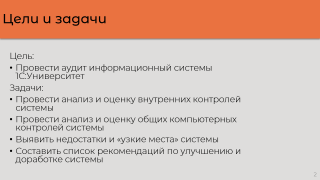 Цели и задачи
Цель:
• Провести аудит информационный системы
1С:Университет
Задачи:
• Провести анализ и оценку внутренних контролей
системы
• Провести анализ и оценку общих компьютерных
контролей системы
• Выявить недостатки и «узкие места» системы
• Составить список рекомендаций по улучшению и
доработке системы
2